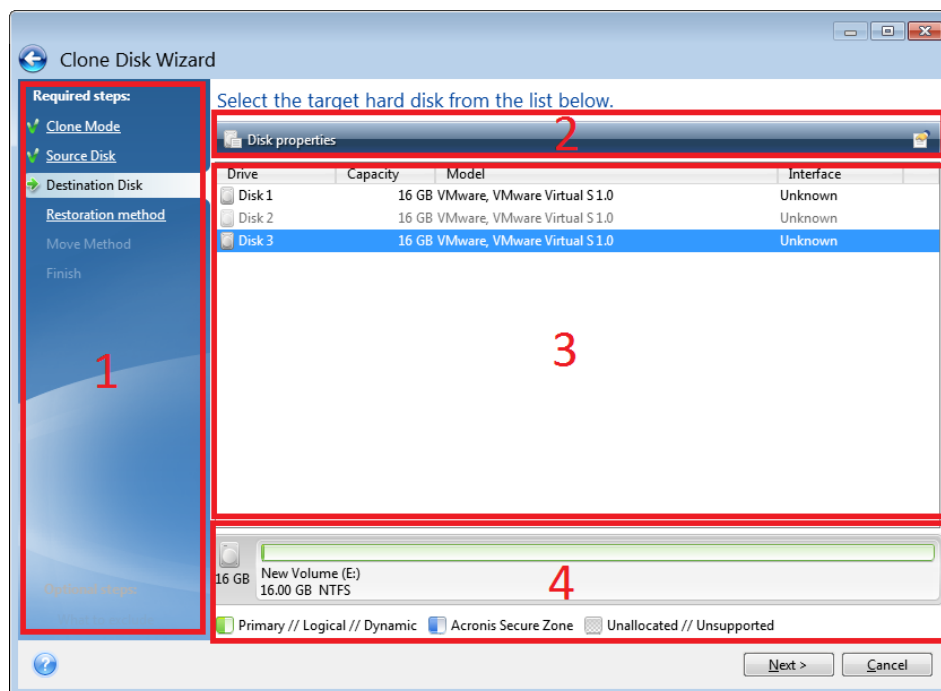 Clone Disk Wizard
Required steps:
Clone Mode
Source Disk
Destination Disk
Restoration method
Move Method
Finish
1
Select the target hard disk from the list below.
Disk properties
2
Drive Capacity Model Interface
Disk 1 16 GB VMware, VMware Virtual S 1.0 Unknown
Disk 2 16 GB VMware, VMware Virtual S 1.0 Unknown
Disk 3 16 GB VMware, VMware Virtual S 1.0 Unknown
3
16 GB
New Volume (E:)
16.00 GB NTFS
4
Primary // Logical // Dynamic Acronis Secure Zone Unallocated // Unsupported
Optional steps:
?
Next > Cancel